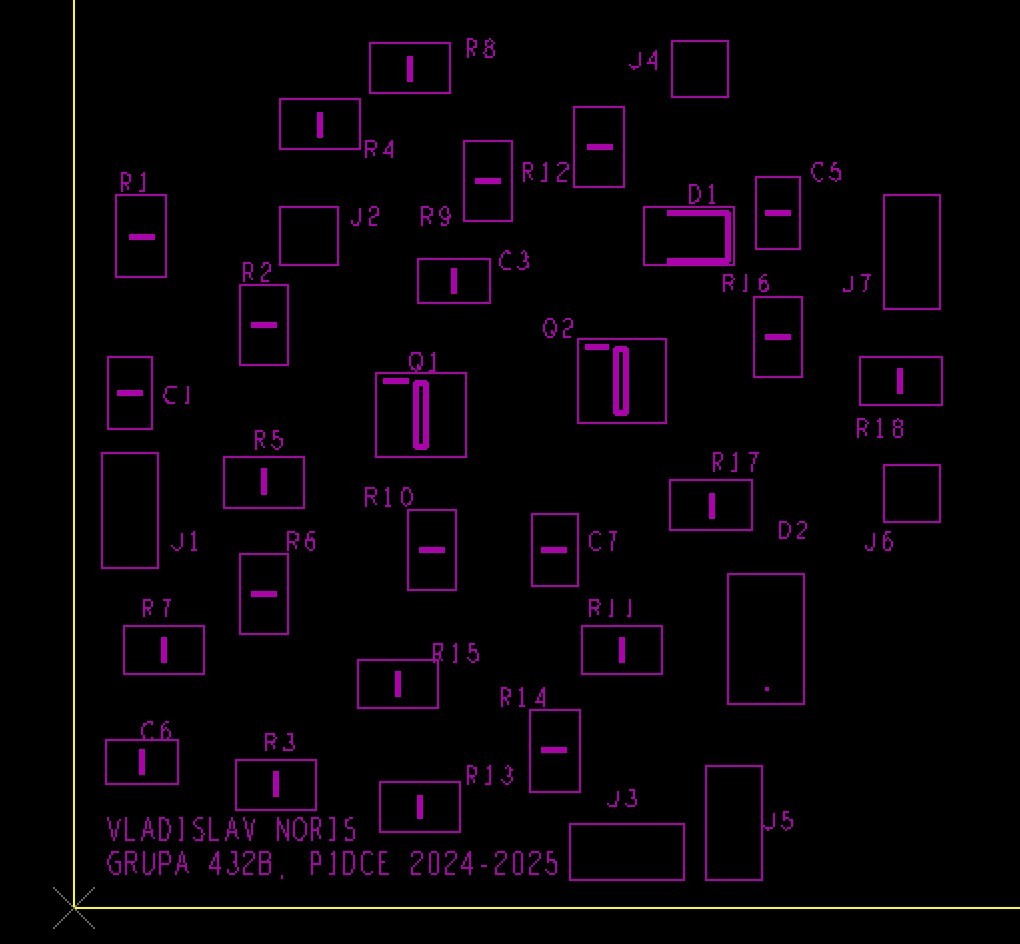 R8
J4
R4
R12
C5
R1
D1
J2
R9
C3
R2
R16
J7
Q2
Q1
C1
R18
R5
R17
R10
D2
J1
R6
C7
J6
R7
R11
R15
R14
C6
R3
R13
J3
J5
VLADISLAV NORIS
GRUPA 432B, PIDCE 2024-2025